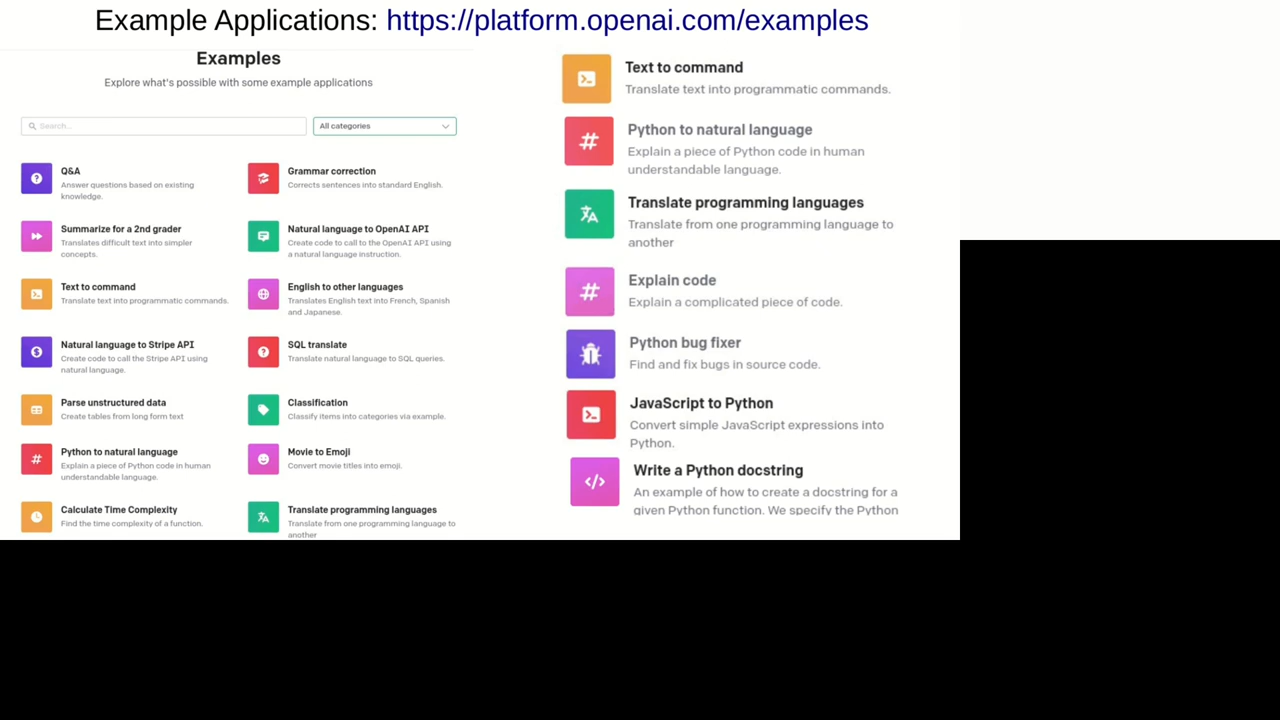 Example Applications: https://platform.openai.com/examples
Examples
Explore what's possible with some example applications
Search...
All categories
Q&A
Answer questions based on existing
knowledge.
Grammar correction
Corrects sentences into standard English.
Summarize for a 2nd grader
Translates difficult text into simpler
concepts.
Natural language to OpenAI API
Create code to call to the OpenAI API using
a natural language instruction.
Text to command
Translate text into programmatic commands.
English to other languages
Translates English text into French, Spanish
and Japanese.
Natural language to Stripe API
Create code to call the Stripe API using
natural language.
SQL translate
Translate natural language to SQL queries.
Parse unstructured data
Create tables from long form text
Classification
Classify items into categories via example.
Python to natural language
Explain a piece of Python code in human
understandable language.
Movie to Emoji
Convert movie titles into emoji.
Calculate Time Complexity
Find the time complexity of a function.
Translate programming languages
Translate from one programming language to
another
Text to command
Translate text into programmatic commands.
Python to natural language
Explain a piece of Python code in human
understandable language.
Translate programming languages
Translate from one programming language to
another
Explain code
Explain a complicated piece of code.
Python bug fixer
Find and fix bugs in source code.
JavaScript to Python
Convert simple JavaScript expressions into
Python.
Write a Python docstring
An example of how to create a docstring for a
given Python function. We specify the Python